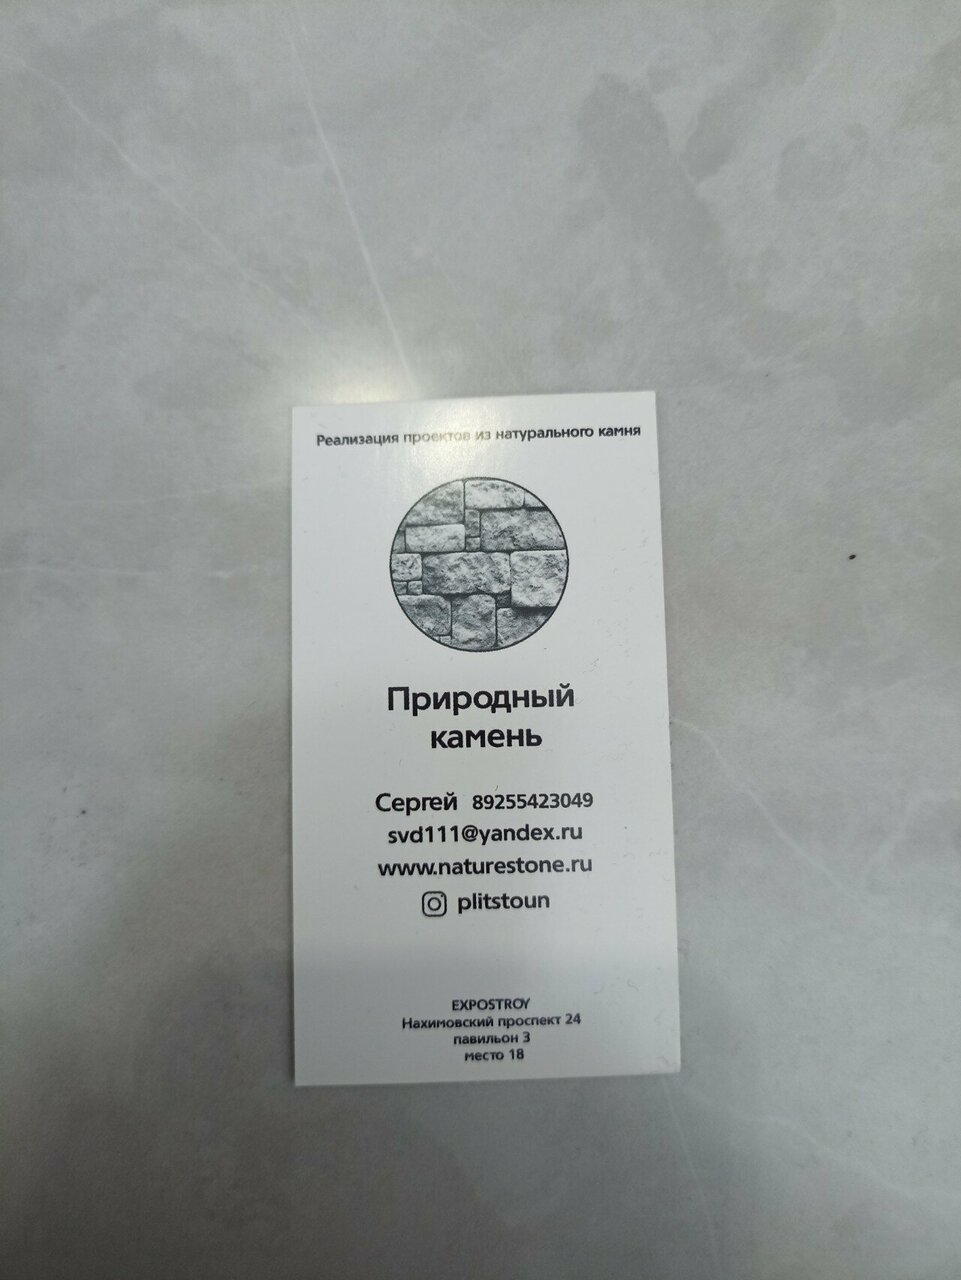 Реализация проектов из натурального камня
Природный
камень
Сергей 89255423049
svd111@yandex.ru
www.naturestone.ru
plitstoun
EXPOSTROY
Нахимовский проспект 24
павильон 3
место 18